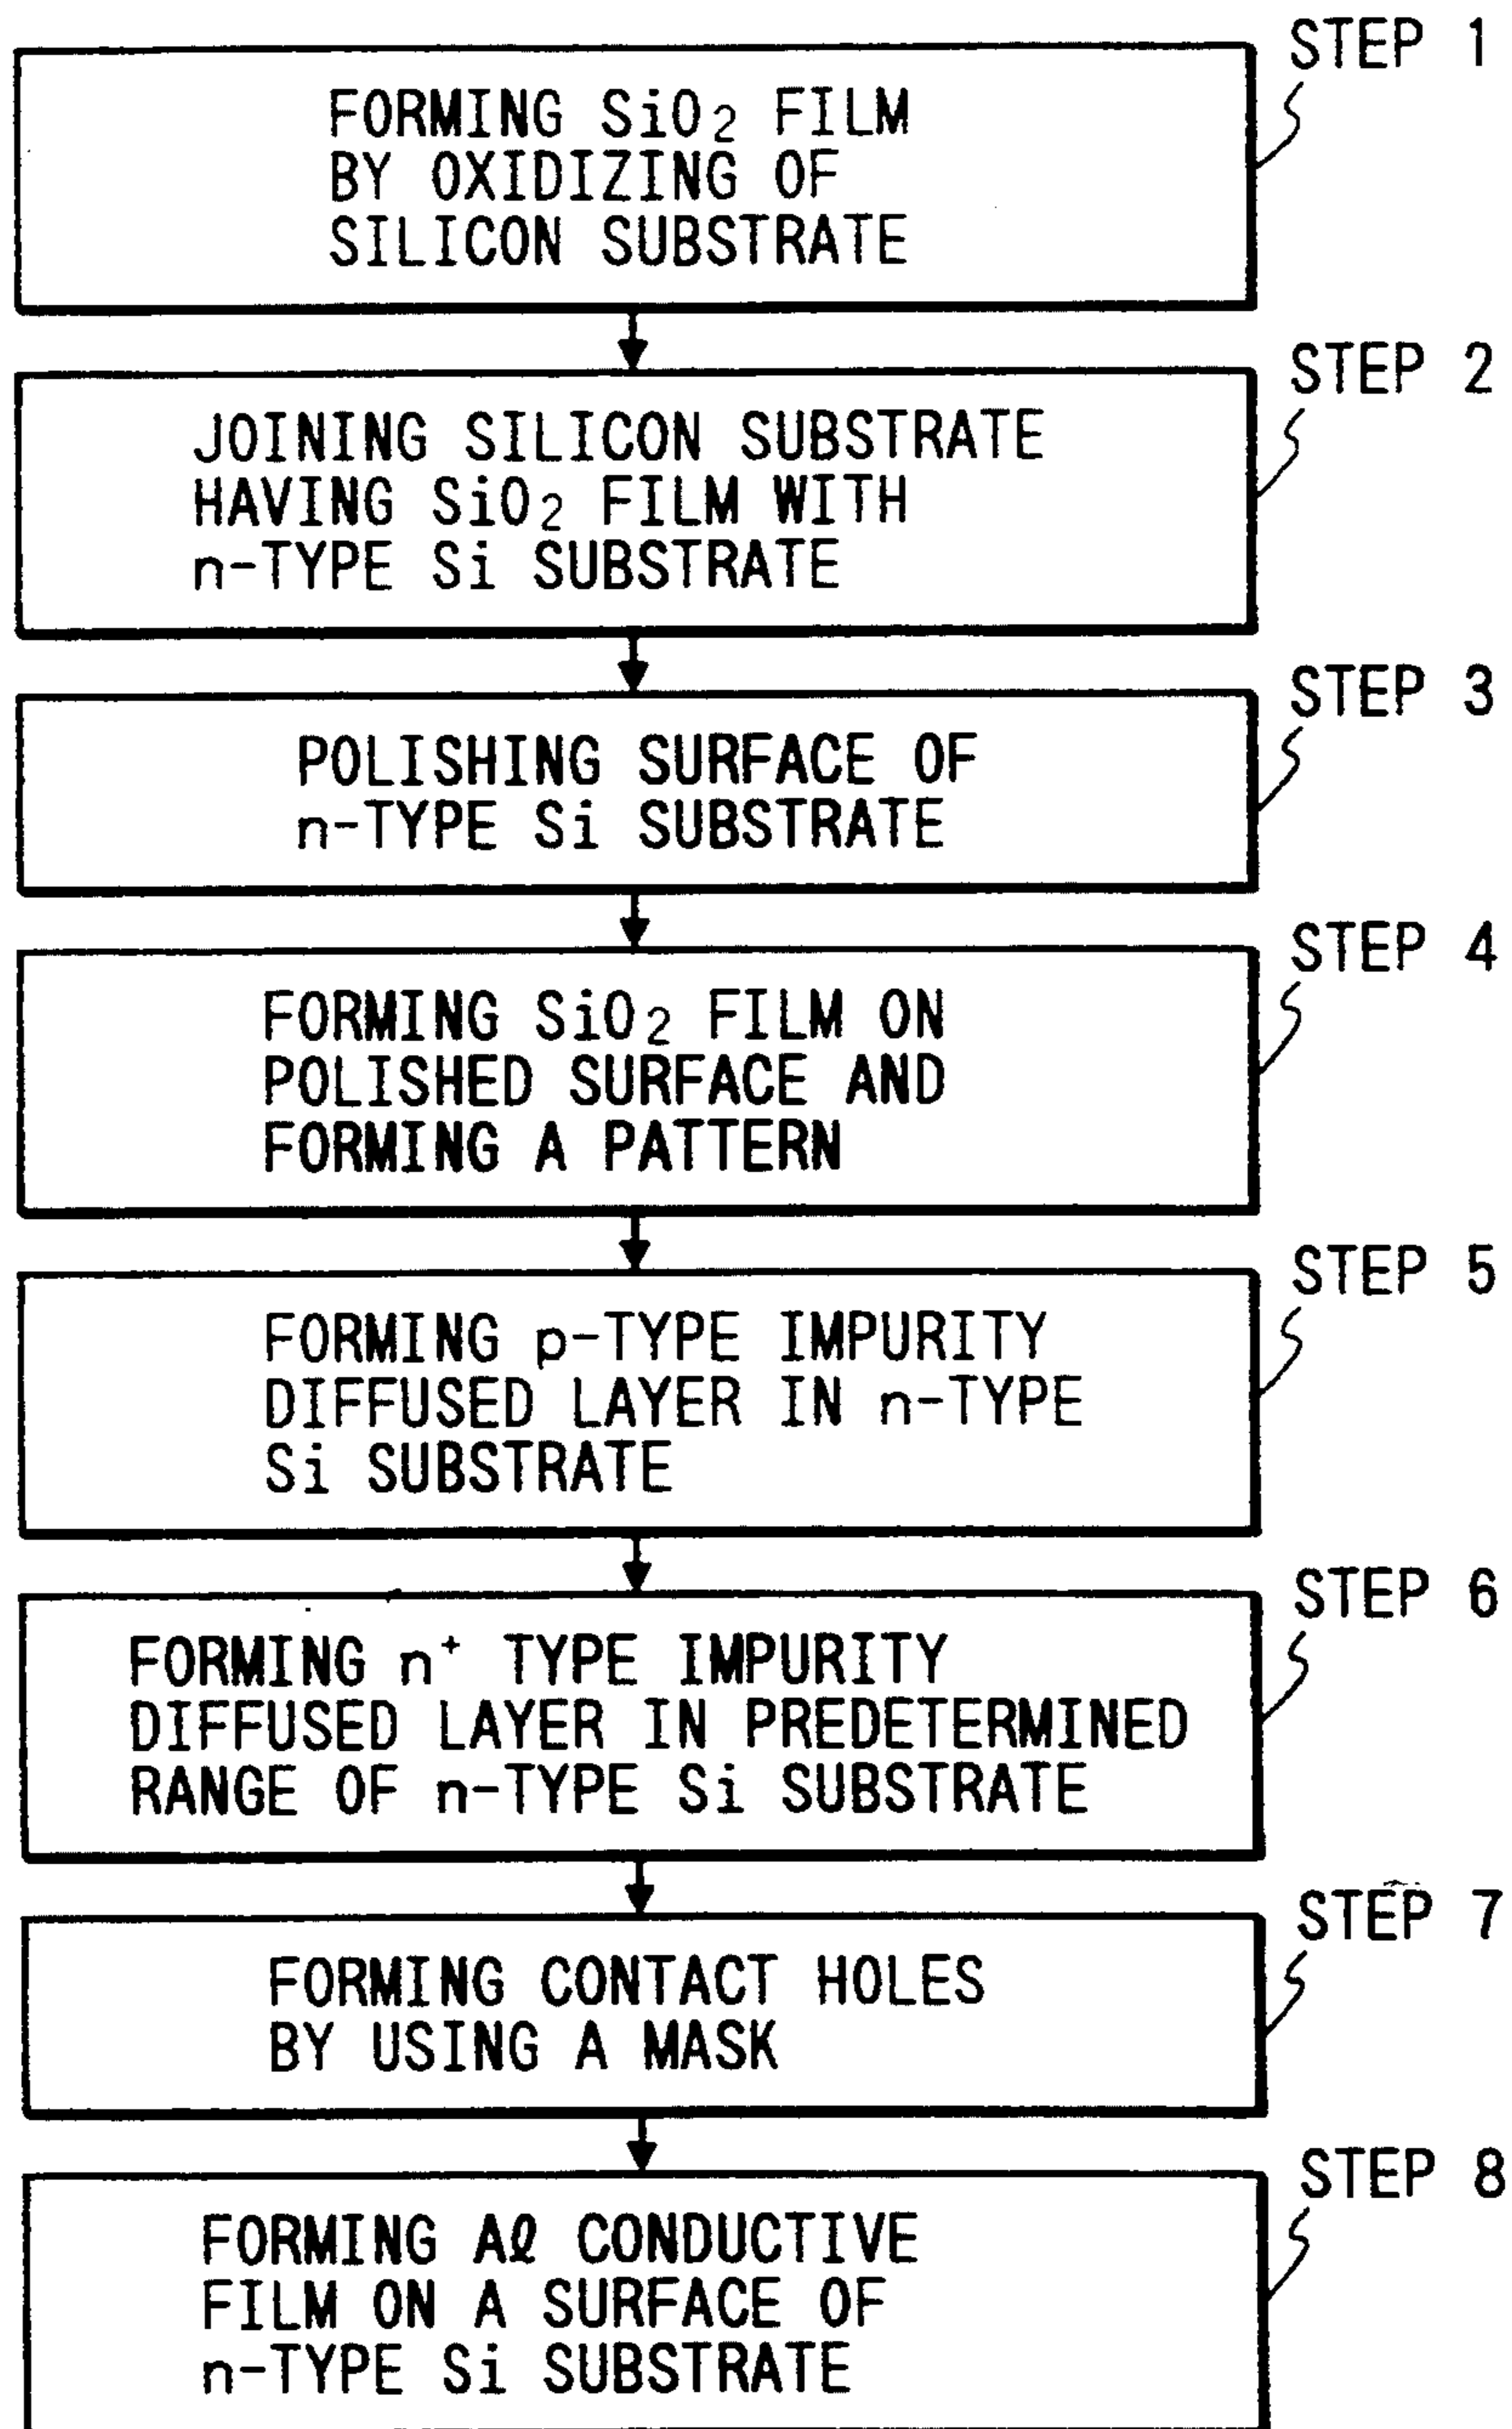 STEP 1
FORMING SiO₂ FILM
BY OXIDIZING OF
SILICON SUBSTRATE
STEP 2
JOINING SILICON SUBSTRATE
HAVING SiO₂ FILM WITH
n-TYPE Si SUBSTRATE
STEP 3
POLISHING SURFACE OF
n-TYPE Si SUBSTRATE
STEP 4
FORMING SiO₂ FILM ON
POLISHED SURFACE AND
FORMING A PATTERN
STEP 5
FORMING p-TYPE IMPURITY
DIFFUSED LAYER IN n-TYPE
Si SUBSTRATE
STEP 6
FORMING n⁺ TYPE IMPURITY
DIFFUSED LAYER IN PREDETERMINED
RANGE OF n-TYPE Si SUBSTRATE
STEP 7
FORMING CONTACT HOLES
BY USING A MASK
STEP 8
FORMING Aℓ CONDUCTIVE
FILM ON A SURFACE OF
n-TYPE Si SUBSTRATE